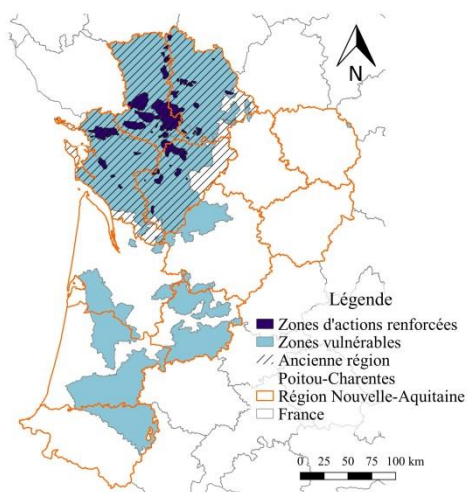 N
Légende
Zones d'actions renforcées
Zones vulnérables
Ancienne région
Poitou-Charentes
Région Nouvelle-Aquitaine
France
0 25 50 75 100 km